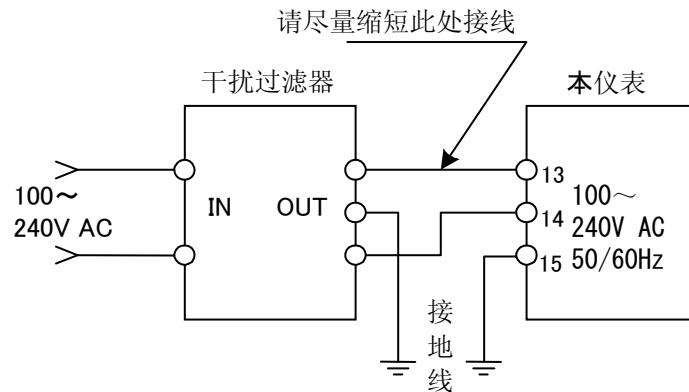 请尽量缩短此处接线
干扰过滤器
本仪表
100～
240V AC
IN
OUT
13
14
15
100～
240V AC
50/60Hz
接
地
线